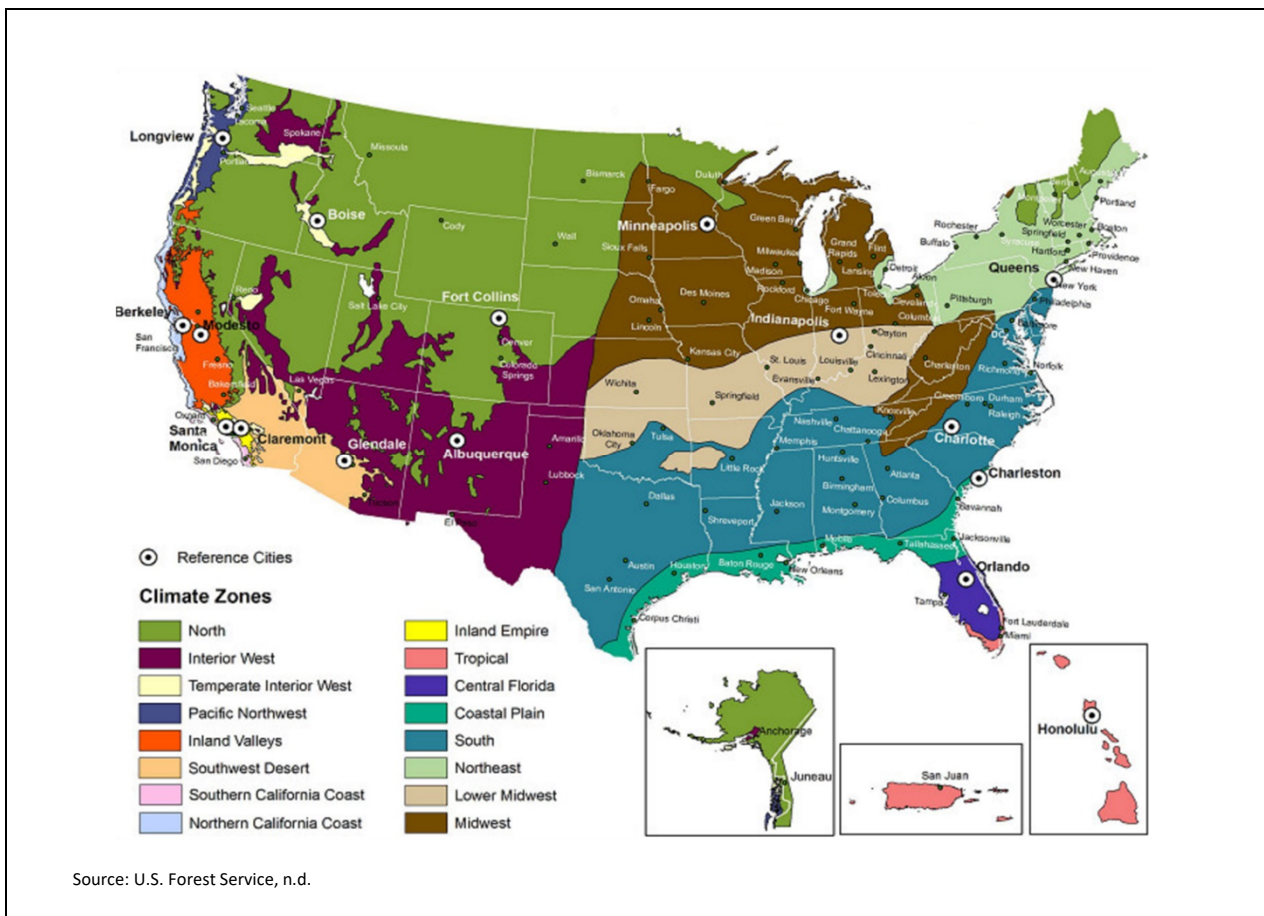 Seattle
Tacoma
Longview
Spokane
Portland
Missoula
Bismarck
Fargo
Duluth
Boise
Cody
Wall
Minneapolis
Green Bay
Sioux Falls
Milwaukee
Madison
Grand
Rapids
Flint
Lansing
Detroit
Rochester
Buffalo
Syracuse
Augusta
Portland
Worcester
Boston
Springfield
Hartford
Providence
New Haven
Queens
New York
Reno
Salt Lake City
Fort Collins
Omaha
Lincoln
Des Moines
Rockford
Chicago
Fort Wayne
Toledo
Cleveland
Akron
Pittsburgh
Philadelphia
Berkeley
Modesto
San
Francisco
Fresno
Bakersfield
Las Vegas
Denver
Colorado
Springs
Kansas City
Indianapolis
Columbus
Dayton
Cincinnati
St. Louis
Louisville
Evansville
Lexington
Charleston
DC
Baltimore
Richmond
Norfolk
Oxnard
Santa
Monica
Claremont
San Diego
Glendale
Albuquerque
Tucson
El Paso
Amarillo
Lubbock
Wichita
Springfield
Oklahoma
City
Tulsa
Nashville
Knoxville
Greensboro
Durham
Raleigh
Charlotte
Memphis
Chattanooga
Little Rock
Huntsville
Atlanta
Charleston
Dallas
Shreveport
Jackson
Birmingham
Montgomery
Columbus
Savannah
Austin
San Antonio
Houston
Baton Rouge
New Orleans
Mobile
Tallahassee
Jacksonville
Corpus Christi
Orlando
Tampa
Fort Lauderdale
Miami
Reference Cities
Climate Zones
North
Interior West
Temperate Interior West
Pacific Northwest
Inland Valleys
Southwest Desert
Southern California Coast
Northern California Coast
Inland Empire
Tropical
Central Florida
Coastal Plain
South
Northeast
Lower Midwest
Midwest
Anchorage
Juneau
San Juan
Honolulu
Source: U.S. Forest Service, n.d.